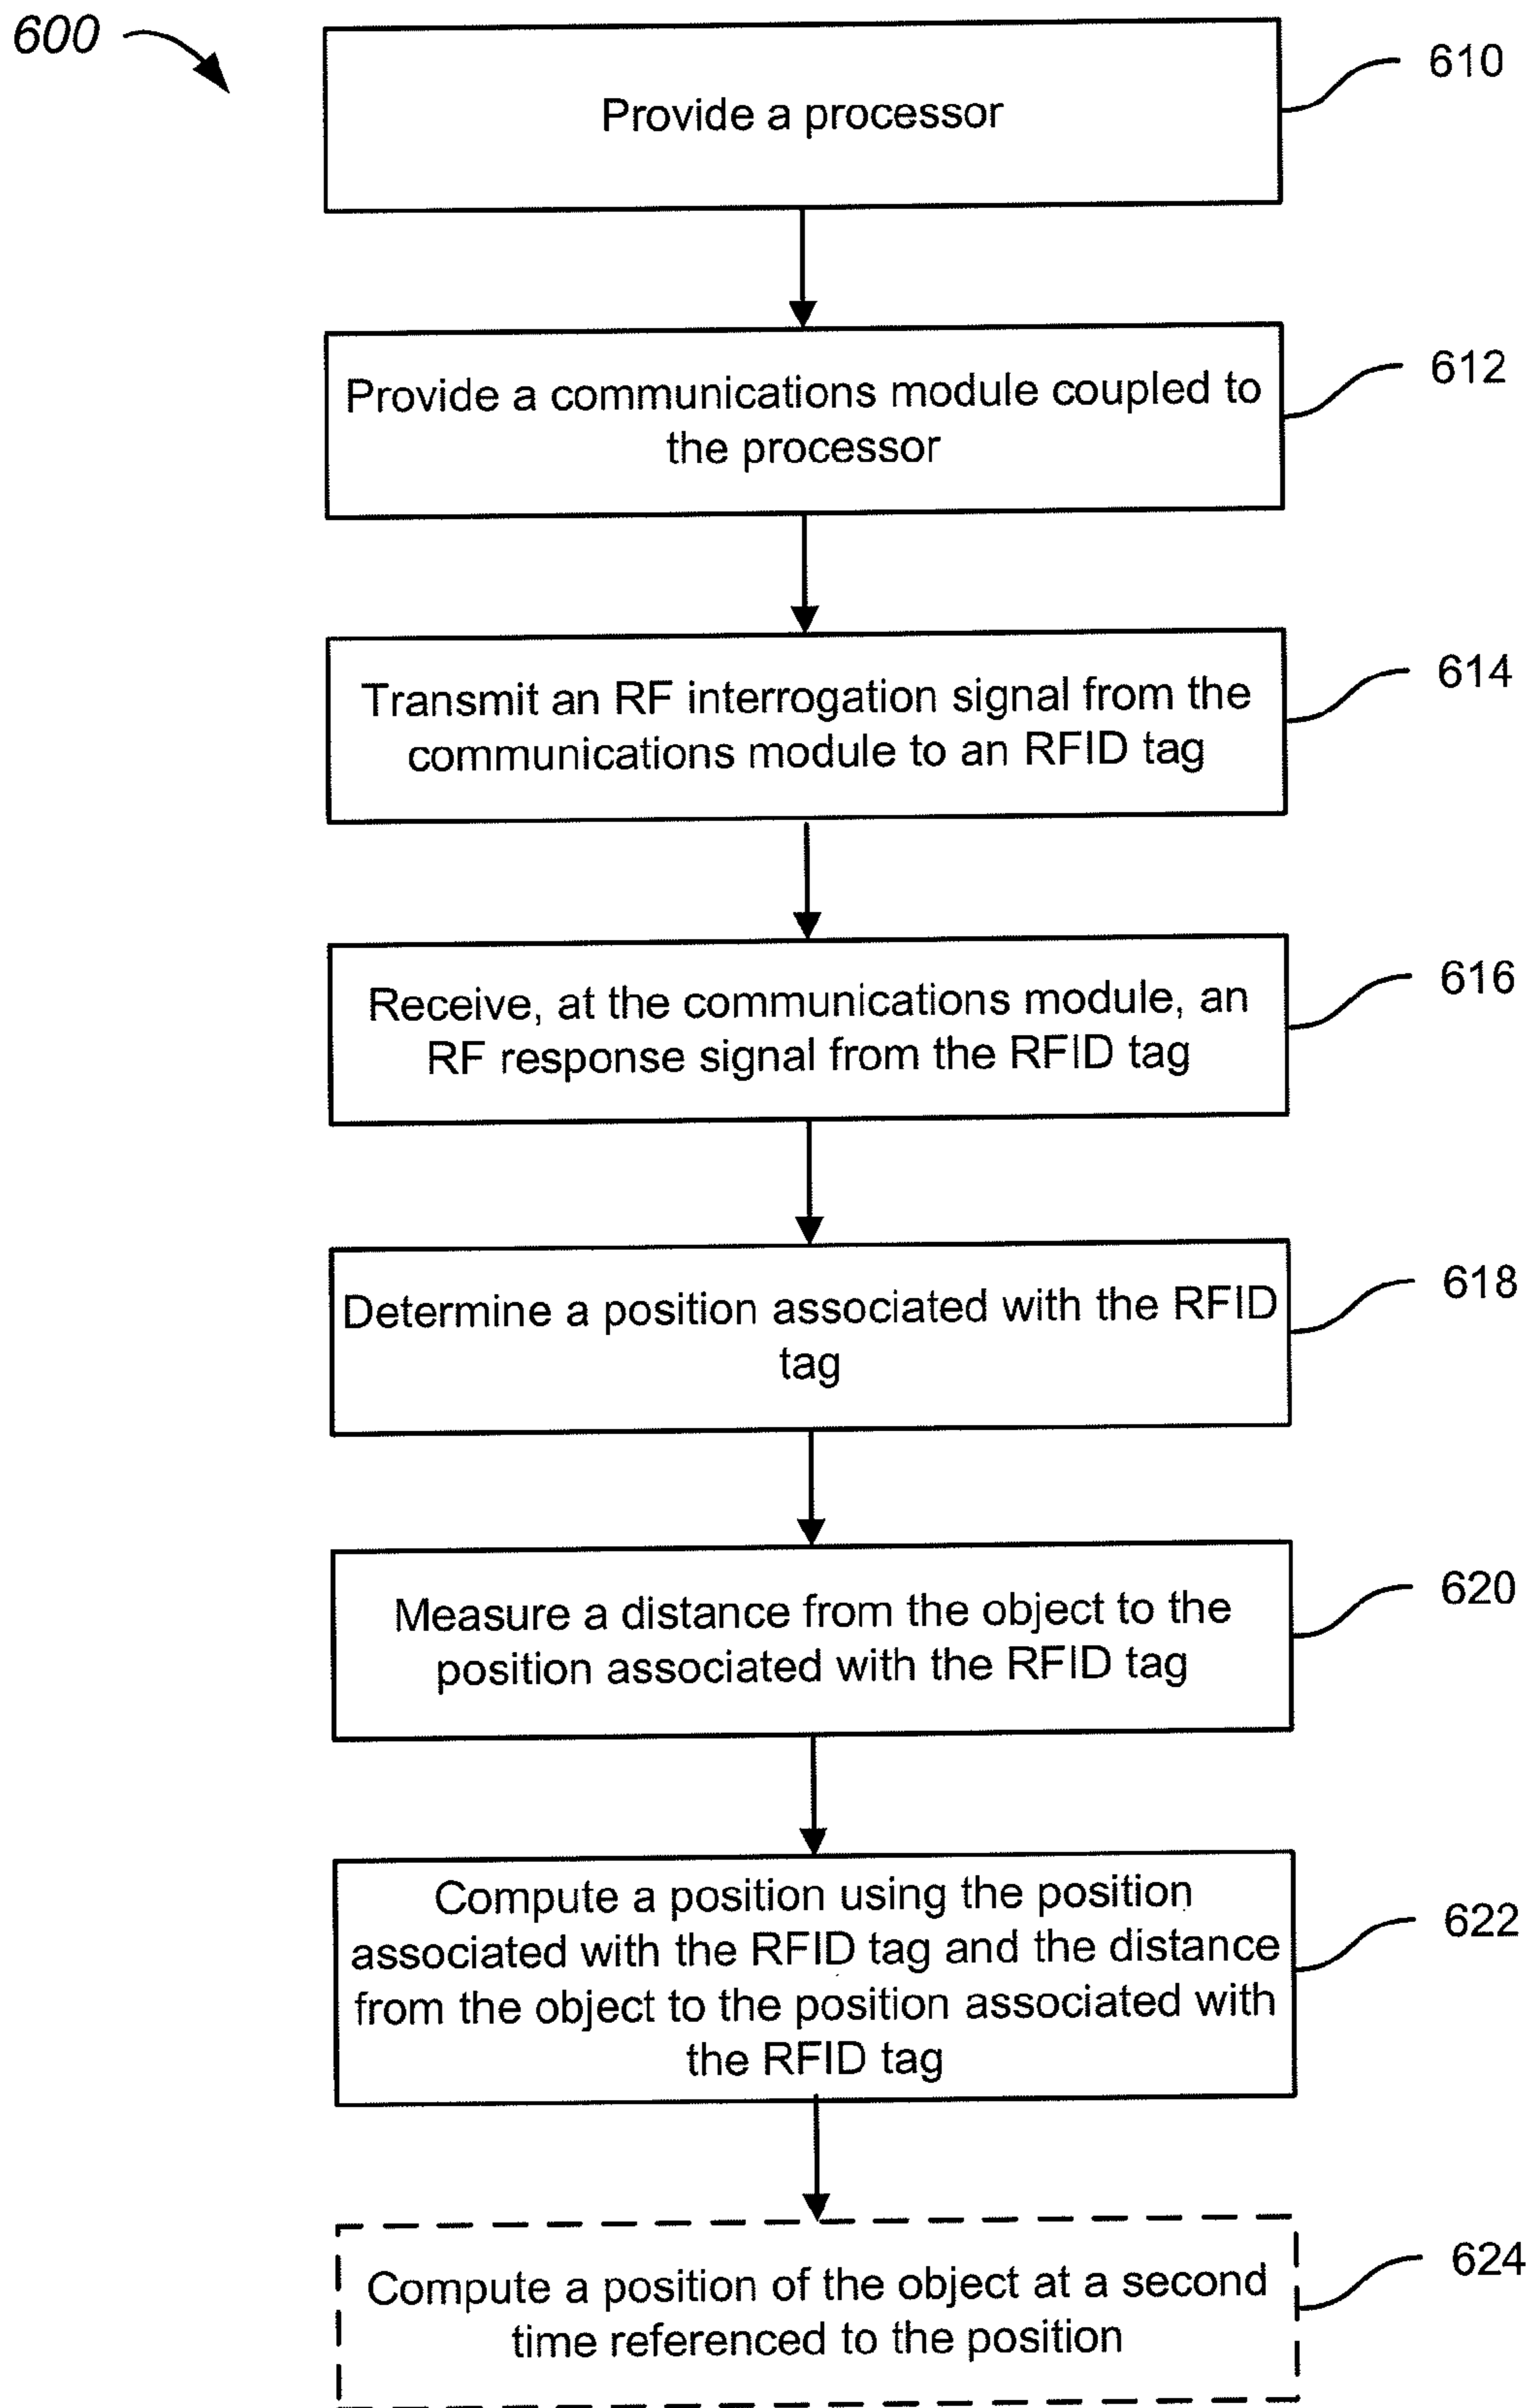 600
Provide a processor
610
Provide a communications module coupled to
the processor
612
Transmit an RF interrogation signal from the
communications module to an RFID tag
614
Receive, at the communications module, an
RF response signal from the RFID tag
616
Determine a position associated with the RFID
tag
618
Measure a distance from the object to the
position associated with the RFID tag
620
Compute a position using the position
associated with the RFID tag and the distance
from the object to the position associated with
the RFID tag
622
Compute a position of the object at a second
time referenced to the position
624